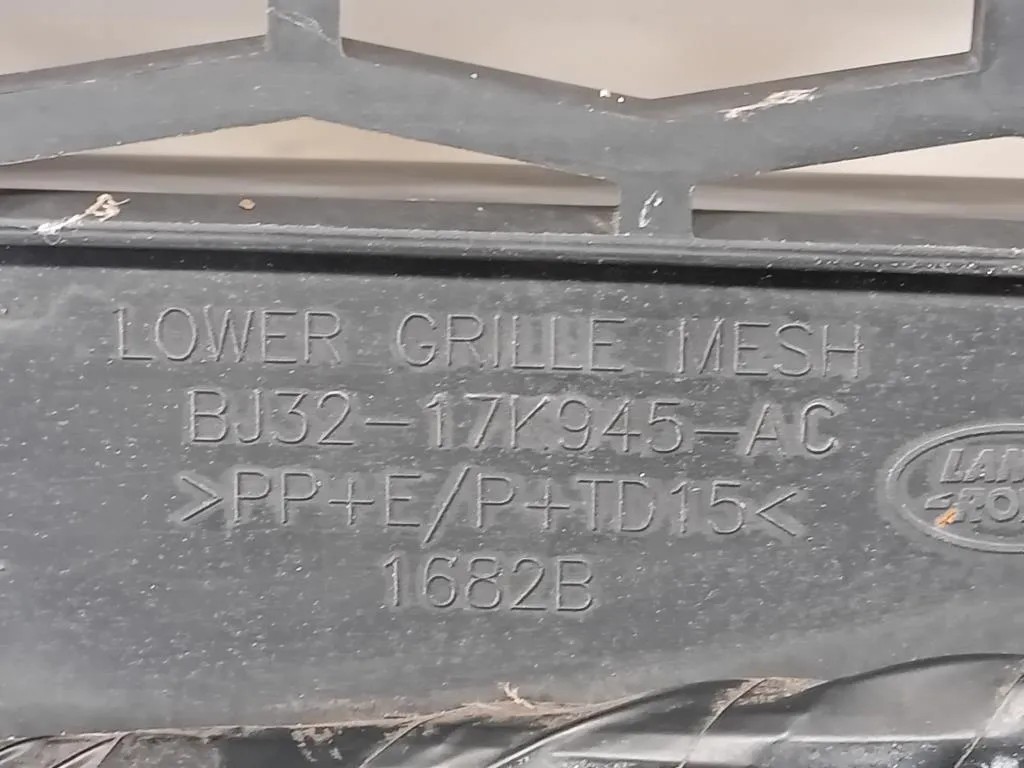 LOWER GRILLE MESH
BJ32-17K945-AC
>PP+E/P+TD15<
1682B